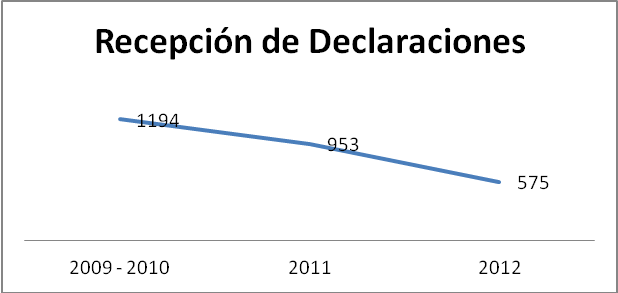 Recepción de Declaraciones
1194
953
575
2009 - 2010
2011
2012